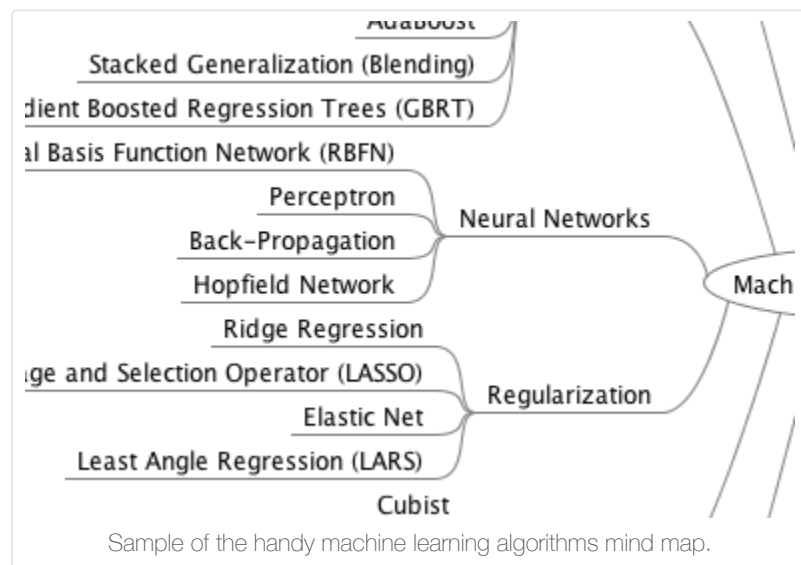 AdaBoost
Stacked Generalization (Blending)
dient Boosted Regression Trees (GBRT)
al Basis Function Network (RBFN)
Perceptron
Neural Networks
Back-Propagation
Hopfield Network
Mach
Ridge Regression
age and Selection Operator (LASSO)
Regularization
Elastic Net
Least Angle Regression (LARS)
Cubist
Sample of the handy machine learning algorithms mind map.